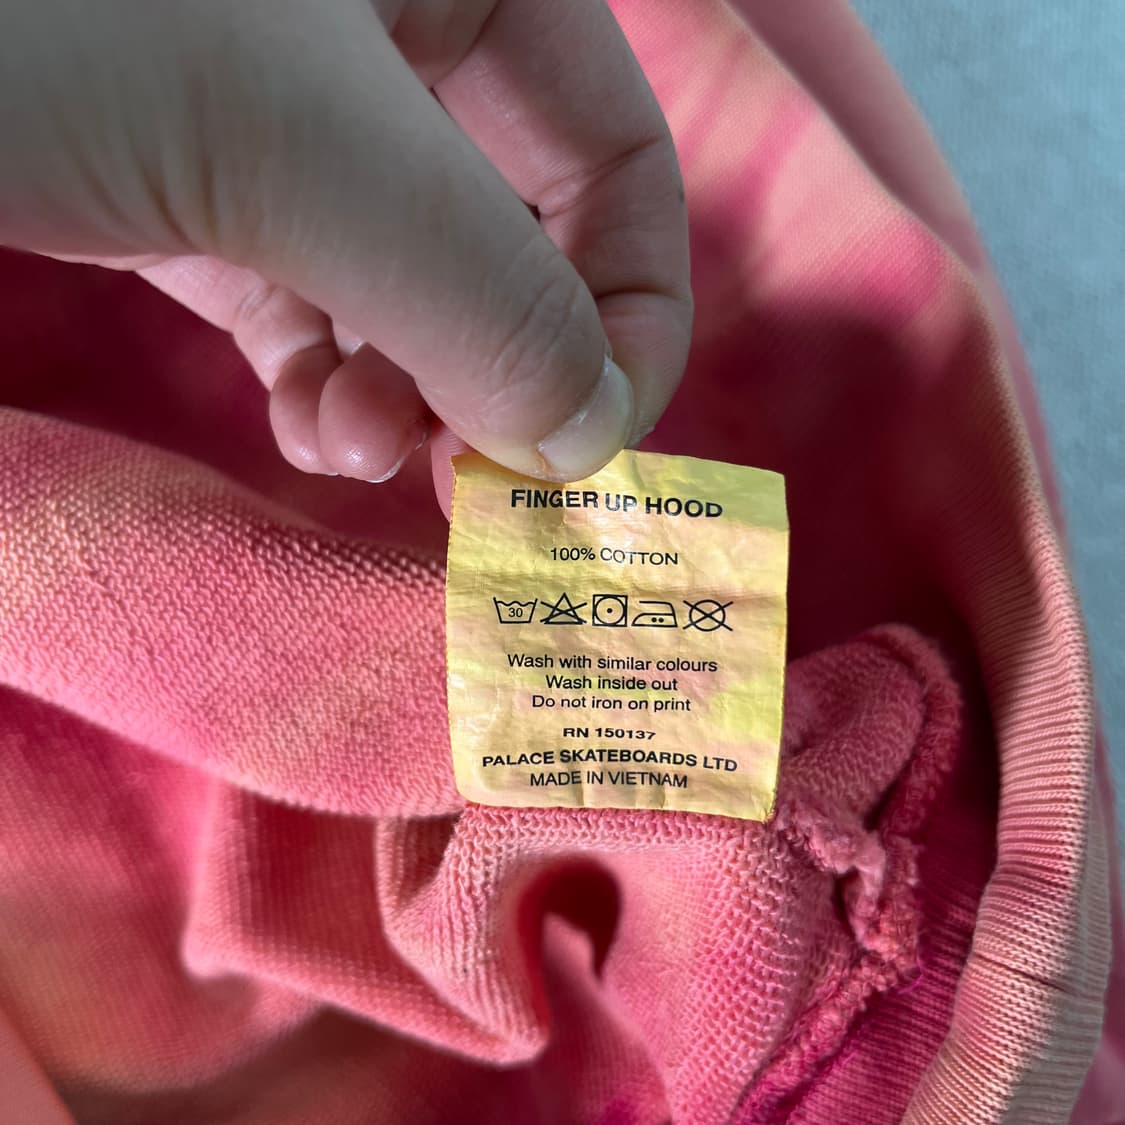 FINGER UP HOOD
100% COTTON
30
Wash with similar colours
Wash inside out
Do not iron on print
RN 150137
PALACE SKATEBOARDS LTD
MADE IN VIETNAM